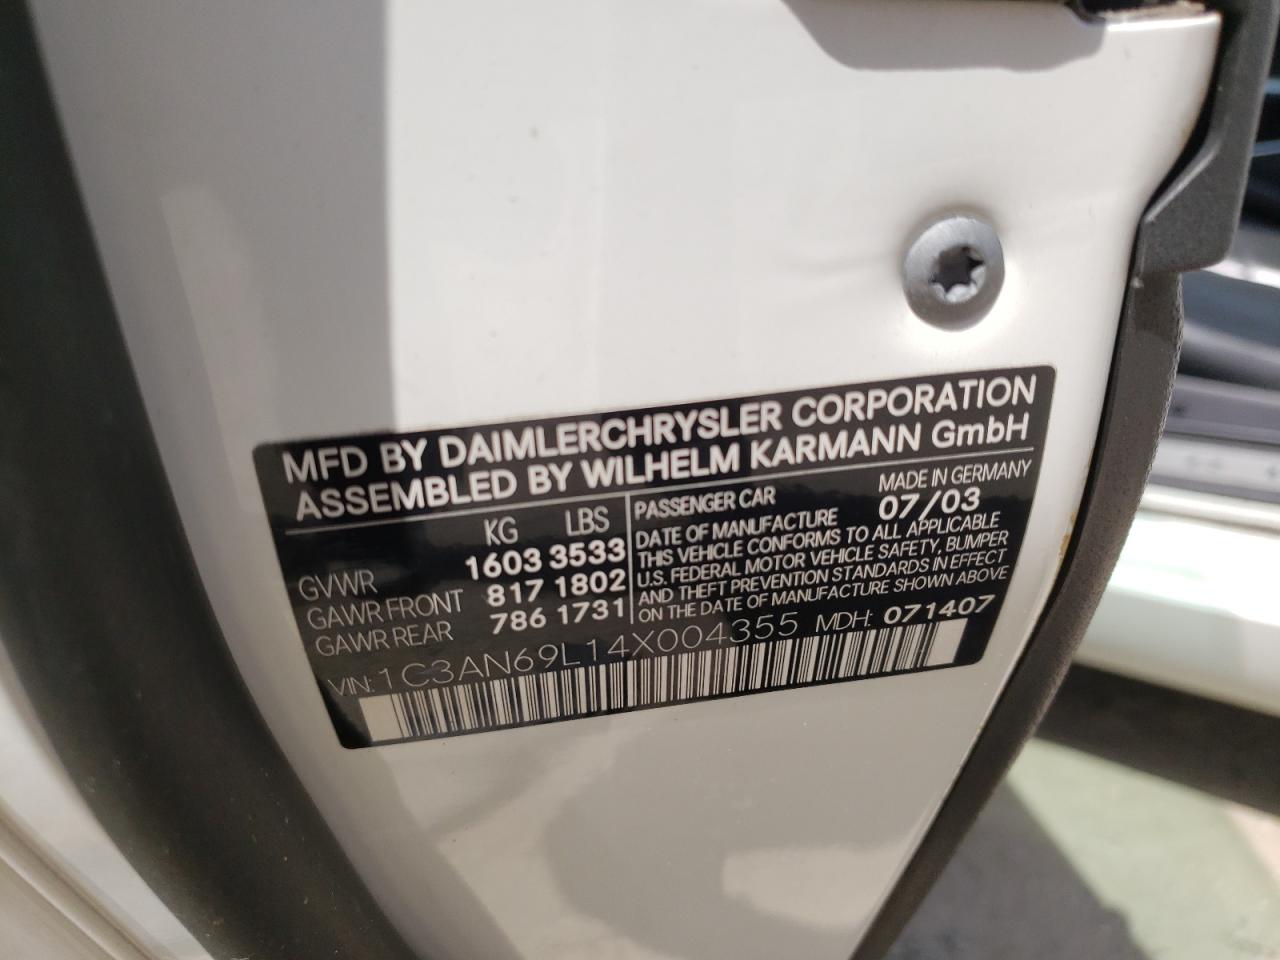 MFD BY DAIMLERCHRYSLER CORPORATION
ASSEMBLED BY WILHELM KARMANN GmbH
KG LBS
GVWR 1603 3533
GAWR FRONT 817 1802
GAWR REAR 786 1731
PASSENGER CAR MADE IN GERMANY
DATE OF MANUFACTURE 07/03
THIS VEHICLE CONFORMS TO ALL APPLICABLE
U.S. FEDERAL MOTOR VEHICLE SAFETY, BUMPER
AND THEFT PREVENTION STANDARDS IN EFFECT
ON THE DATE OF MANUFACTURE SHOWN ABOVE
VIN: 1C3AN69L14X004355 MDH: 071407